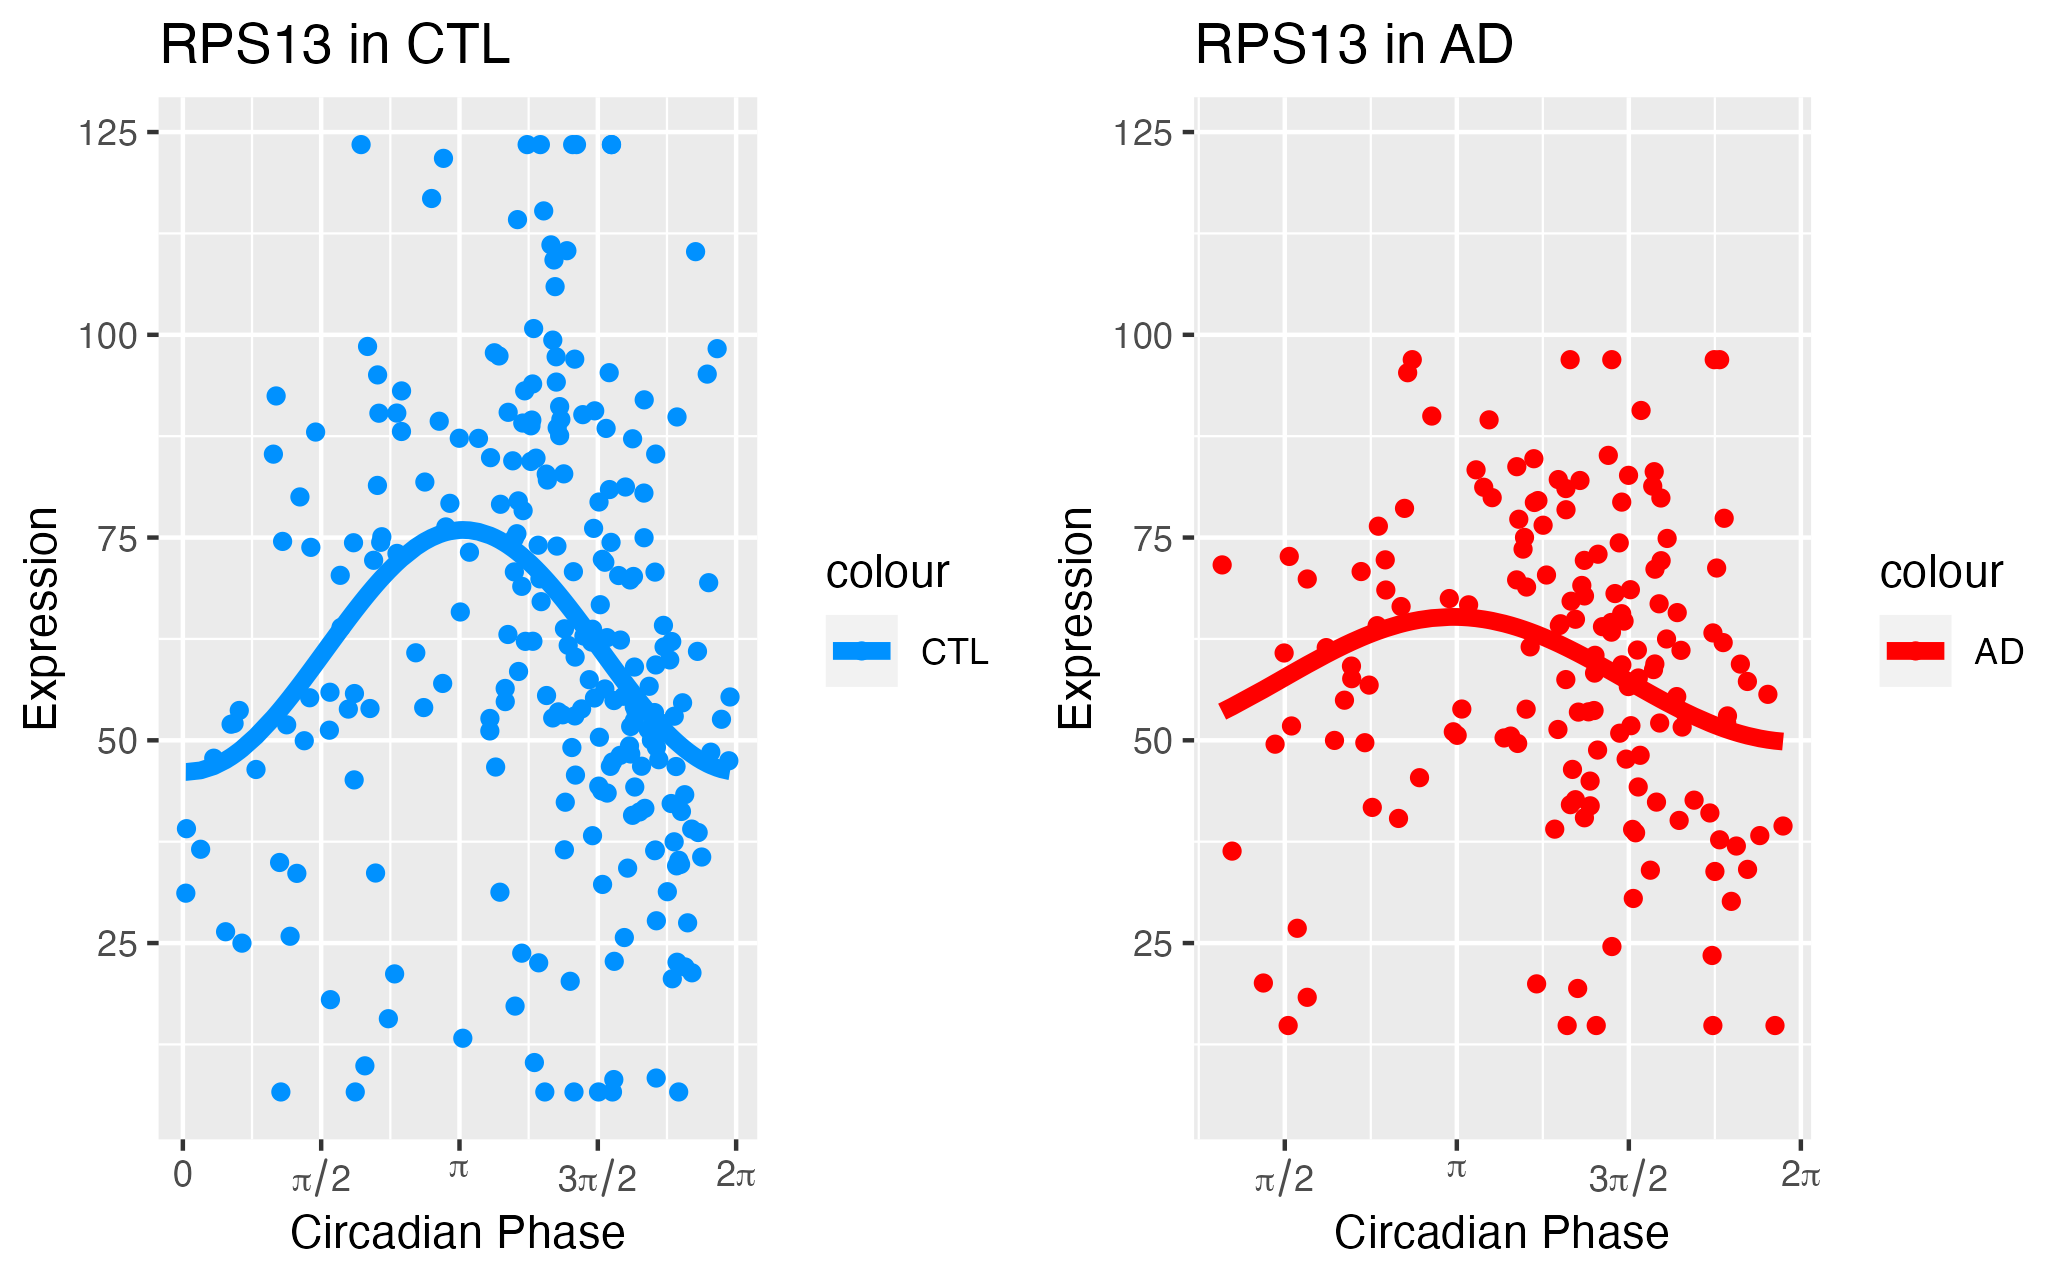 RPS13 in CTL
125
100
75
50
25
Expression
0 π/2 π 3π/2 2π
Circadian Phase
colour
CTL
RPS13 in AD
125
100
75
50
25
Expression
π/2 π 3π/2 2π
Circadian Phase
colour
AD